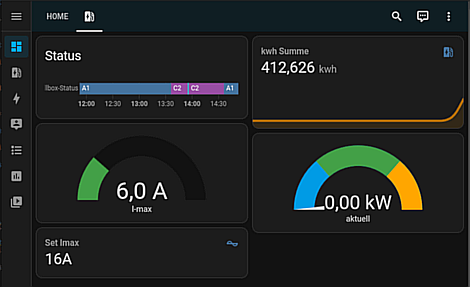 HOME
Status
Ibox-Status A1 C2 C2 A1
12:00 12:30 13:00 13:30 14:00 14:30
kwh Summe
412,626 kwh
6,0 A
I-max
0,00 kW
aktuell
Set Imax
16A